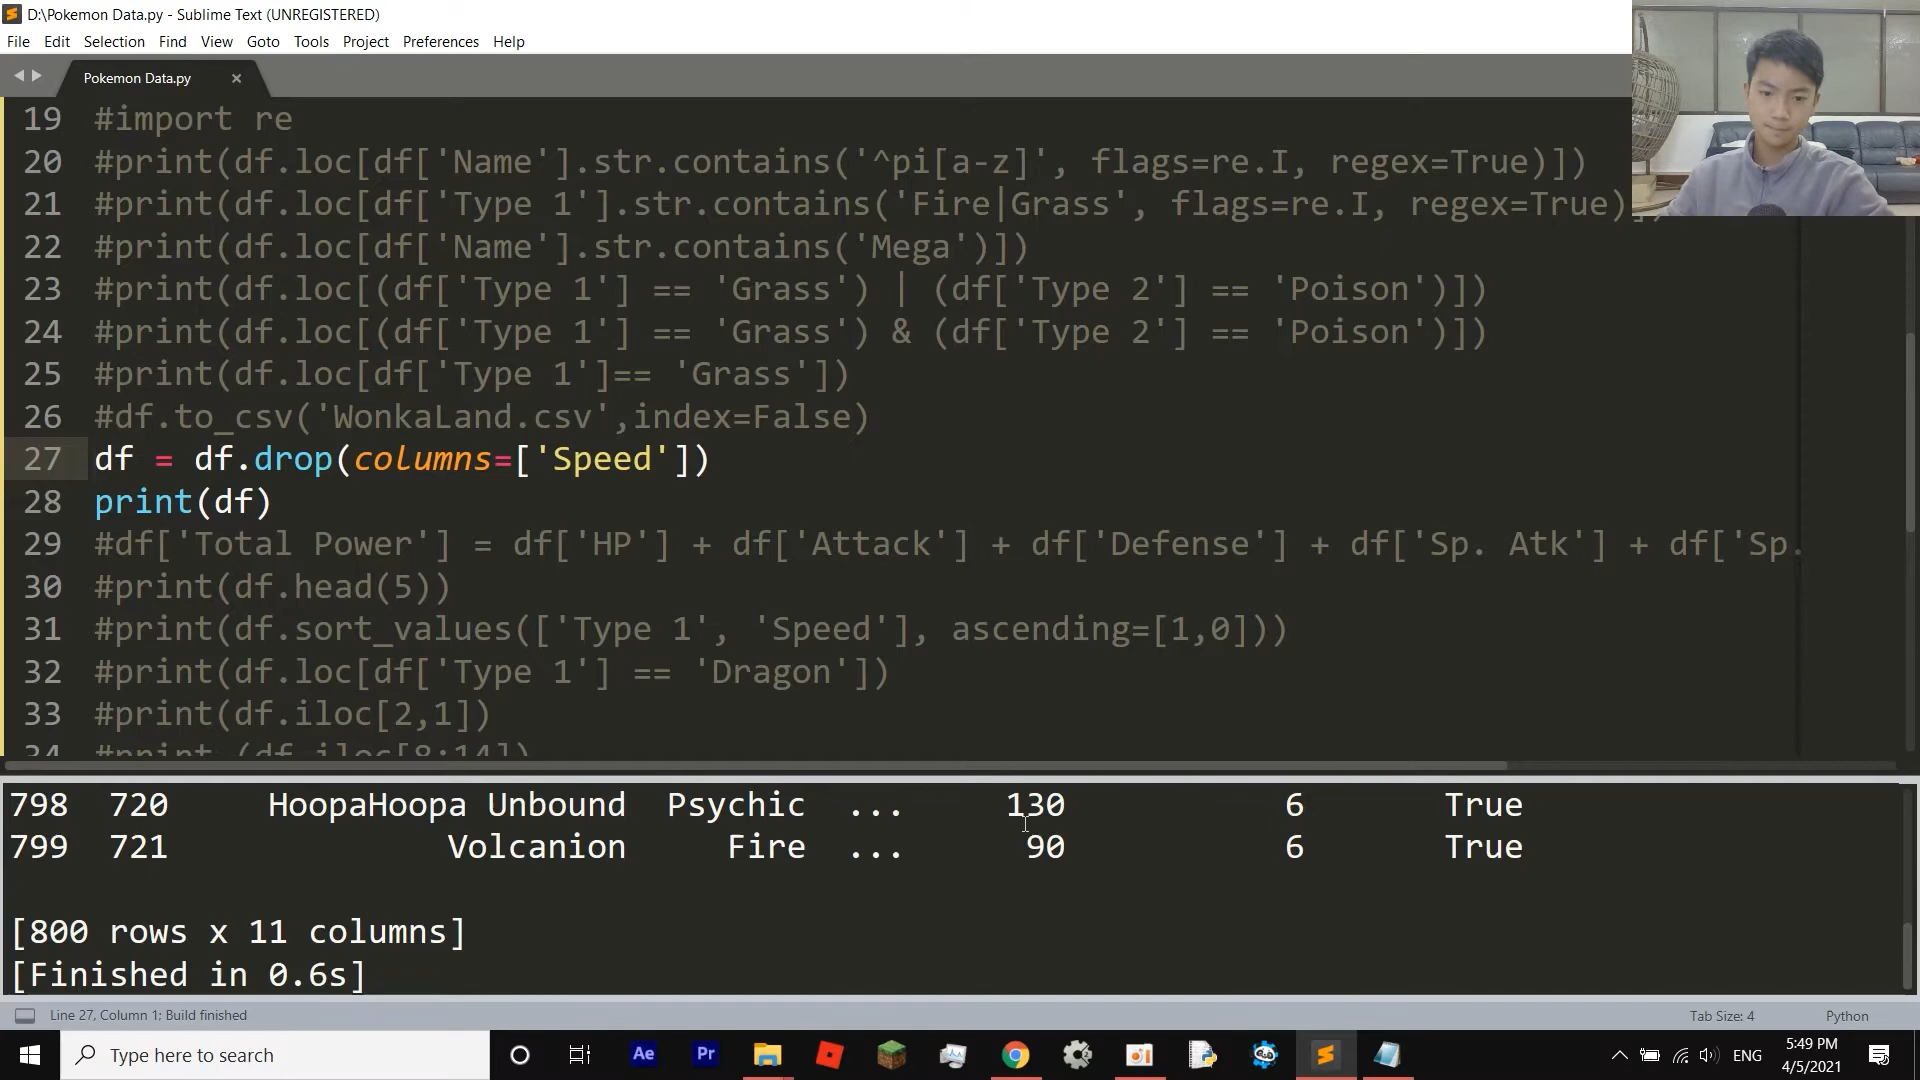 D:\Pokemon Data.py - Sublime Text (UNREGISTERED)
File Edit Selection Find View Goto Tools Project Preferences Help
Pokemon Data.py
19 #import re
20 #print(df.loc[df['Name'].str.contains('^pi[a-z]', flags=re.I, regex=True)])
21 #print(df.loc[df['Type 1'].str.contains('Fire|Grass', flags=re.I, regex=True)])
22 #print(df.loc[df['Name'].str.contains('Mega')])
23 #print(df.loc[(df['Type 1'] == 'Grass') | (df['Type 2'] == 'Poison')])
24 #print(df.loc[(df['Type 1'] == 'Grass') & (df['Type 2'] == 'Poison')])
25 #print(df.loc[df['Type 1']== 'Grass'])
26 #df.to_csv('WonkaLand.csv',index=False)
27 df = df.drop(columns=['Speed'])
28 print(df)
29 #df['Total Power'] = df['HP'] + df['Attack'] + df['Defense'] + df['Sp. Atk'] + df['Sp.
30 #print(df.head(5))
31 #print(df.sort_values(['Type 1', 'Speed'], ascending=[1,0]))
32 #print(df.loc[df['Type 1'] == 'Dragon'])
33 #print(df.iloc[2,1])
34 #print (df.iloc[8:14])
798 720 HoopaHoopa Unbound Psychic ... 130 6 True
799 721 Volcanion Fire ... 90 6 True
[800 rows x 11 columns]
[Finished in 0.6s]
Line 27, Column 1; Build finished
Tab Size: 4 Python
Type here to search
Ae Pr
ENG
5:49 PM
4/5/2021